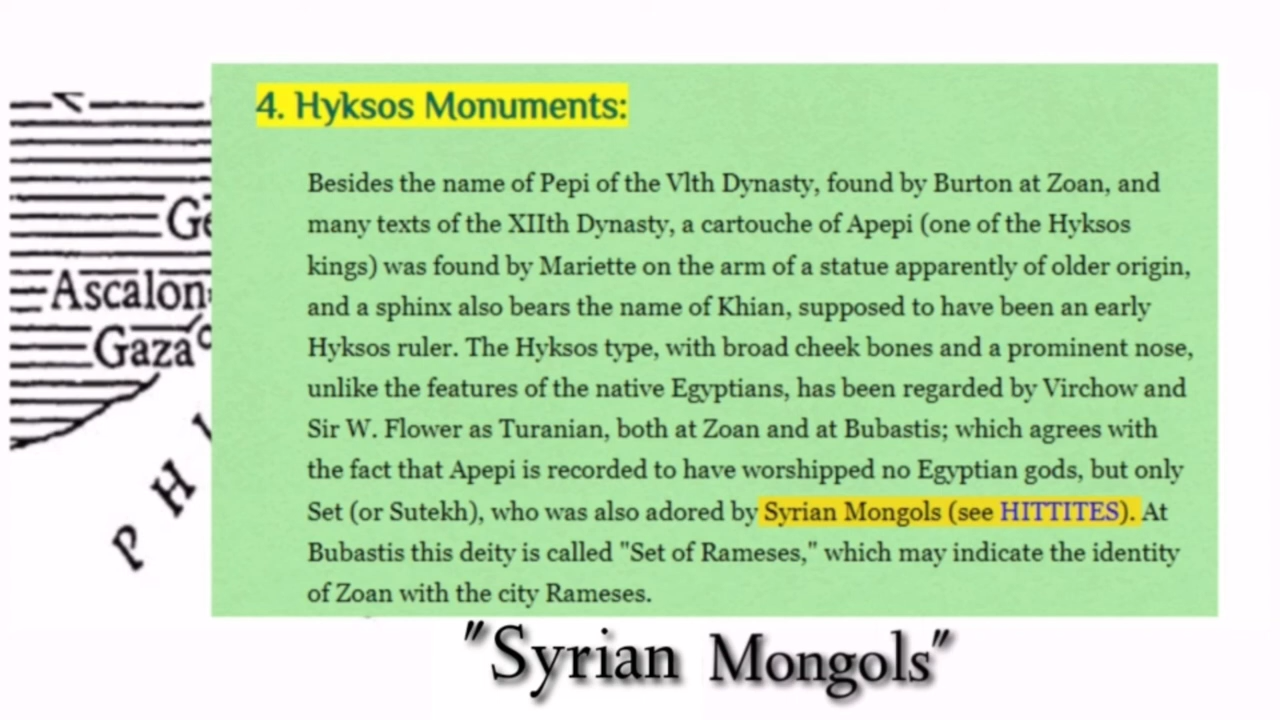 4. Hyksos Monuments:
Besides the name of Pepi of the Vlth Dynasty, found by Burton at Zoan, and
many texts of the XIIth Dynasty, a cartouche of Apepi (one of the Hyksos
kings) was found by Mariette on the arm of a statue apparently of older origin,
and a sphinx also bears the name of Khian, supposed to have been an early
Hyksos ruler. The Hyksos type, with broad cheek bones and a prominent nose,
unlike the features of the native Egyptians, has been regarded by Virchow and
Sir W. Flower as Turanian, both at Zoan and at Bubastis; which agrees with
the fact that Apepi is recorded to have worshipped no Egyptian gods, but only
Set (or Sutekh), who was also adored by Syrian Mongols (see HITTITES). At
Bubastis this deity is called "Set of Rameses," which may indicate the identity
of Zoan with the city Rameses.
Ascalon
Gaza
P H
"Syrian Mongols"